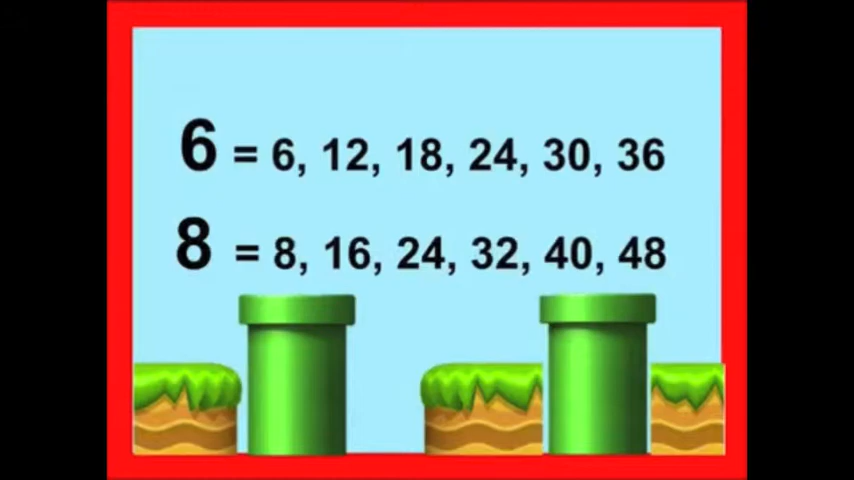 6 = 6, 12, 18, 24, 30, 36
8 = 8, 16, 24, 32, 40, 48